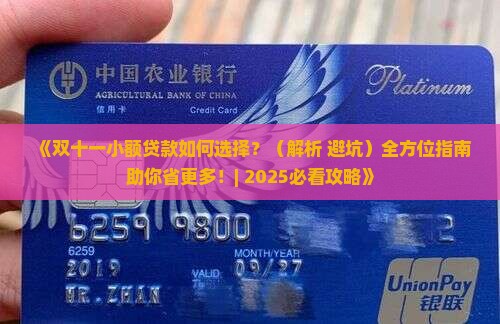 中国农业银行
AGRICULTURAL BANK OF CHINA
信用卡 Credit Card
Platinum
《双十一小额贷款如何选择？（解析 避坑）全方位指南
助你省更多！| 2025必看攻略》
6259 9800 2
6259
2019
MONTH/YEAR
VALID 09/27
MR.ZHAN
UnionPay
银联